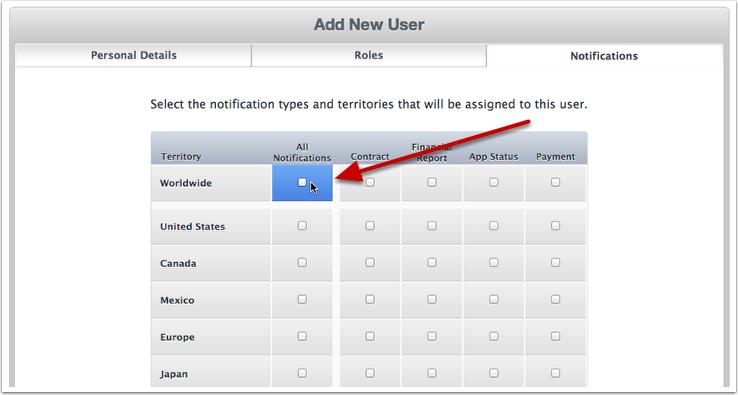 Add New User
Personal Details Roles Notifications
Select the notification types and territories that will be assigned to this user.
Territory All Notifications Contract Financial Report App Status Payment
Worldwide
United States
Canada
Mexico
Europe
Japan